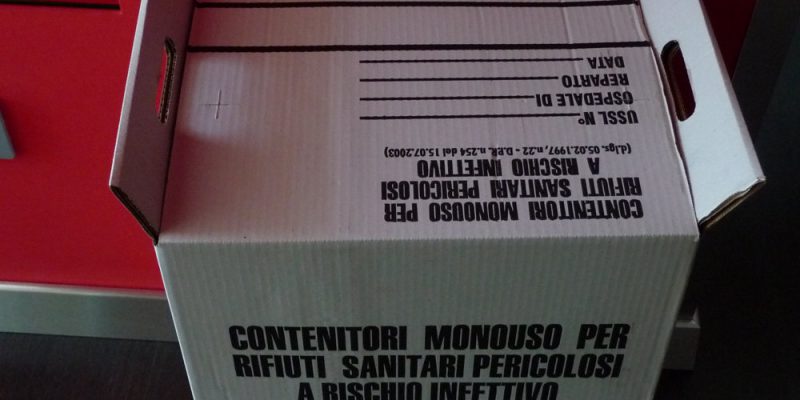 CONTENITORI MONOUSO PER
RIFIUTI SANITARI PERICOLOSI
A RISCHIO INFETTIVO
(d.lgs. 05.02.1997, n.22 - D.P.R. n.254 del 15.07.2003)
USSL N°
OSPEDALE DI
REPARTO
DATA
CONTENITORI MONOUSO PER
RIFIUTI SANITARI PERICOLOSI
A RISCHIO INFETTIVO